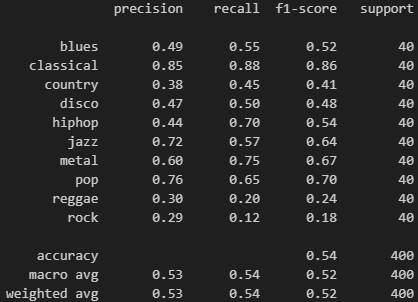 precision recall f1-score support
blues 0.49 0.55 0.52 40
classical 0.85 0.88 0.86 40
country 0.38 0.45 0.41 40
disco 0.47 0.50 0.48 40
hiphop 0.44 0.70 0.54 40
jazz 0.72 0.57 0.64 40
metal 0.60 0.75 0.67 40
pop 0.76 0.65 0.70 40
reggae 0.30 0.20 0.24 40
rock 0.29 0.12 0.18 40
accuracy 0.54 400
macro avg 0.53 0.54 0.52 400
weighted avg 0.53 0.54 0.52 400